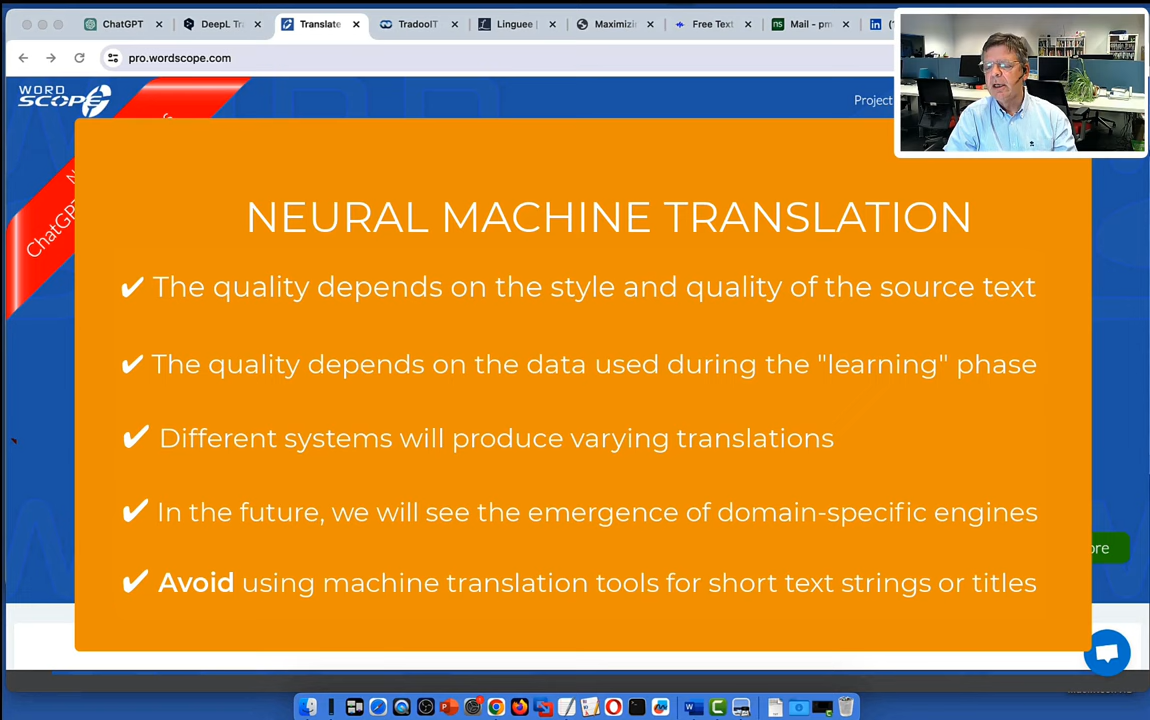 ChatGPT
DeepL Tr
Translate
TradooIT
Linguee
Maximizi
Free Text
ns
Mail - pm
in
pro.wordscope.com
WORD
SCOPE
Project
ChatGPT
NEURAL MACHINE TRANSLATION
✔ The quality depends on the style and quality of the source text
✔ The quality depends on the data used during the "learning" phase
✔ Different systems will produce varying translations
✔ In the future, we will see the emergence of domain-specific engines
✔ Avoid using machine translation tools for short text strings or titles
ore